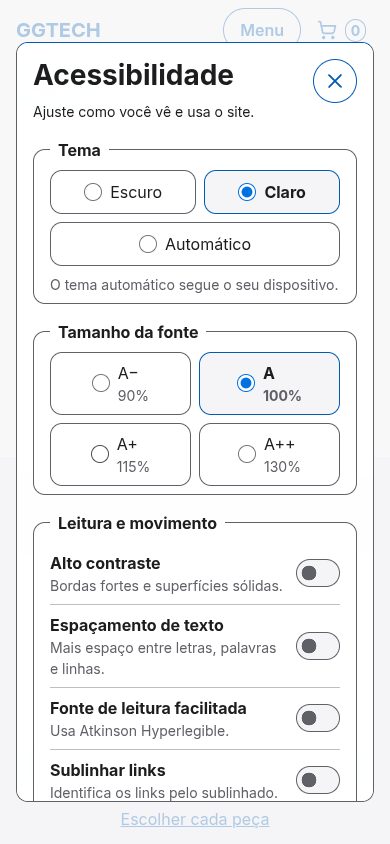 GGTECH
Menu
0
Acessibilidade
Ajuste como você vê e usa o site.
Tema
Escuro
Claro
Automático
O tema automático segue o seu dispositivo.
Tamanho da fonte
A−
90%
A
100%
A+
115%
A++
130%
Leitura e movimento
Alto contraste
Bordas fortes e superfícies sólidas.
Espaçamento de texto
Mais espaço entre letras, palavras
e linhas.
Fonte de leitura facilitada
Usa Atkinson Hyperlegible.
Sublinhar links
Identifica os links pelo sublinhado.
Escolher cada peça